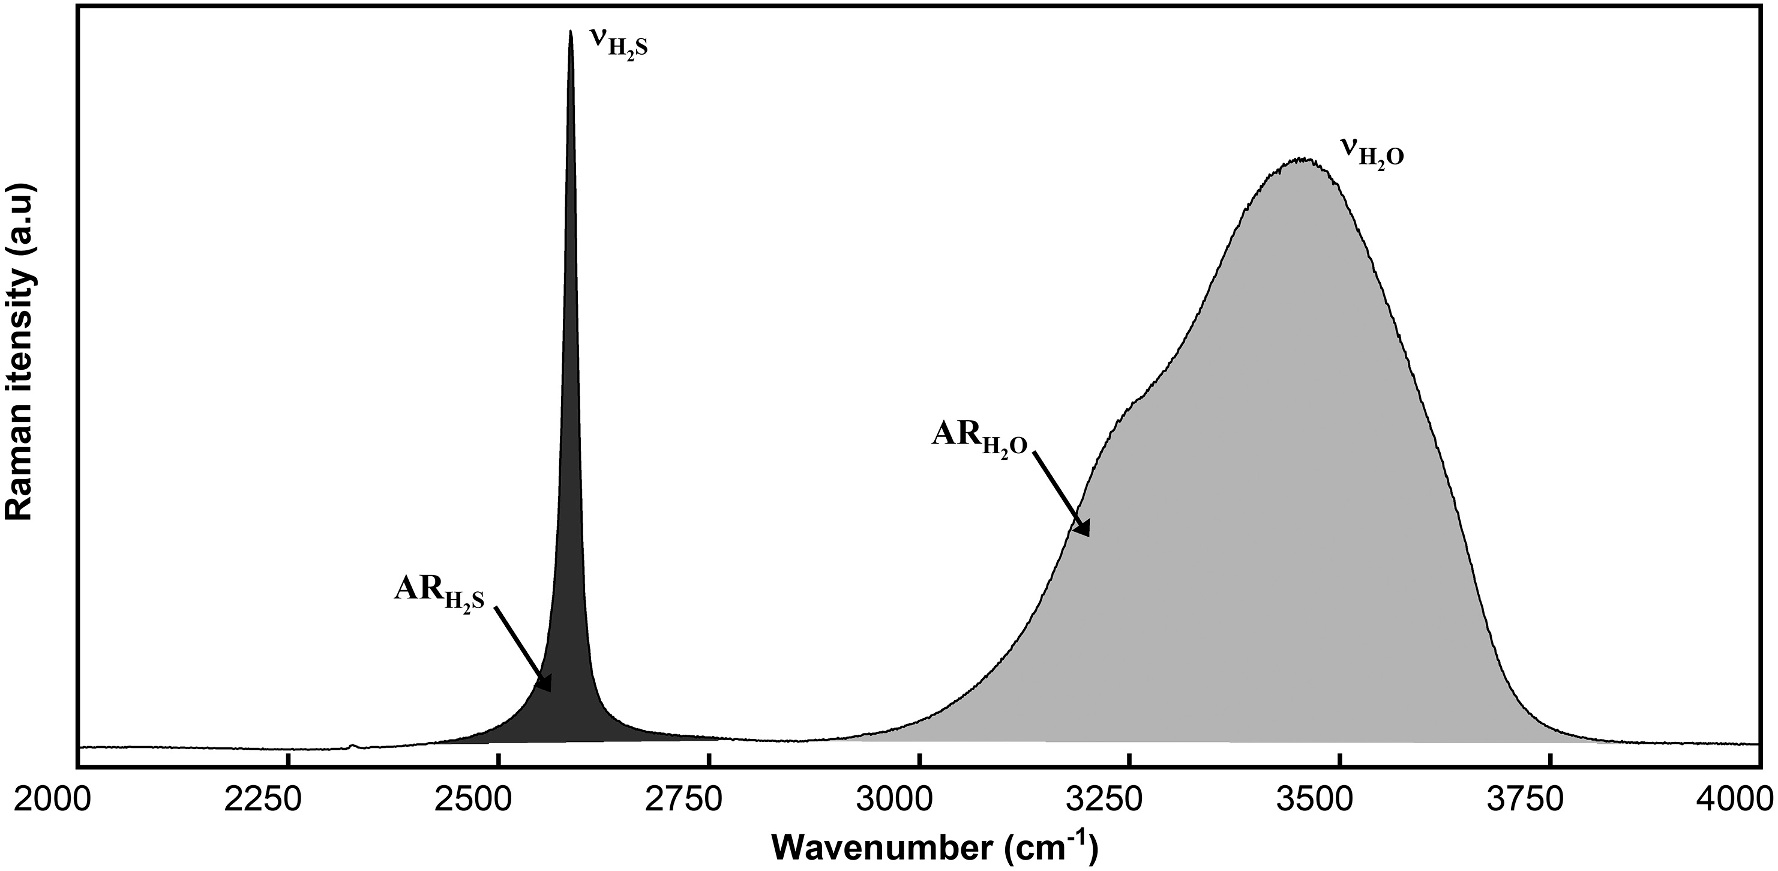 νH₂S
νH₂O
ARH₂O
ARH₂S
Raman itensity (a.u)
2000 2250 2500 2750 3000 3250 3500 3750 4000
Wavenumber (cm⁻¹)